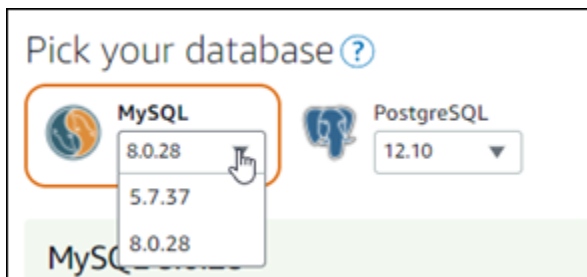 Pick your database ?
MySQL
8.0.28
5.7.37
8.0.28
PostgreSQL
12.10